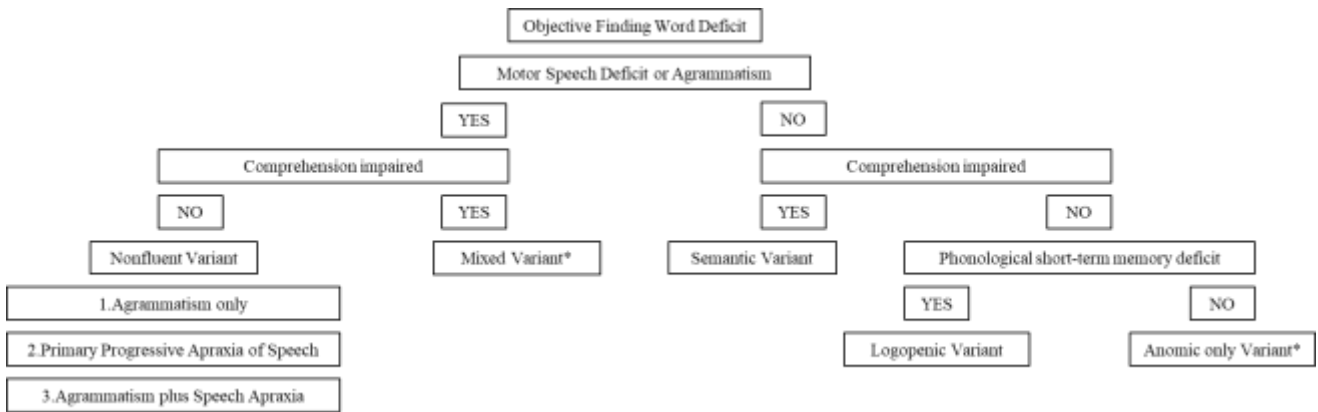 Objective Finding Word Deficit
Motor Speech Deficit or Agrammatism
YES
NO
Comprehension impaired
Comprehension impaired
NO
YES
YES
NO
Nonfluent Variant
Mixed Variant*
Semantic Variant
Phonological short-term memory deficit
1.Agrammatism only
YES
NO
2.Primary Progressive Apraxia of Speech
Logopenic Variant
Anomic only Variant*
3.Agrammatism plus Speech Apraxia